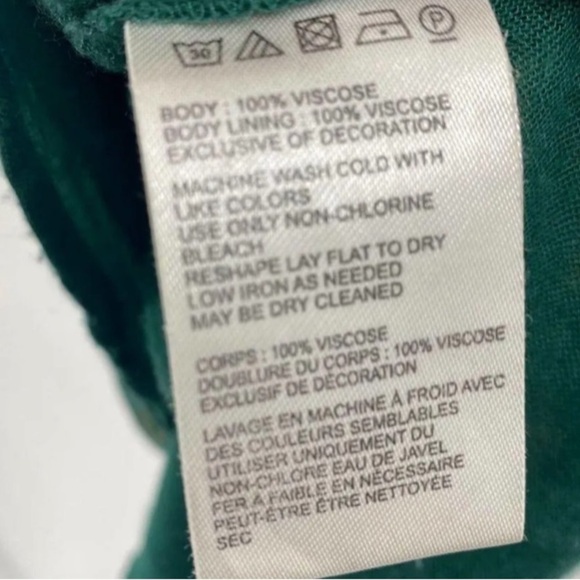 30
P
BODY : 100% VISCOSE
BODY LINING : 100% VISCOSE
EXCLUSIVE OF DECORATION
MACHINE WASH COLD WITH
LIKE COLORS
USE ONLY NON-CHLORINE
BLEACH
RESHAPE LAY FLAT TO DRY
LOW IRON AS NEEDED
MAY BE DRY CLEANED
CORPS : 100% VISCOSE
DOUBLURE DU CORPS : 100% VISCOSE
EXCLUSIF DE DÉCORATION
LAVAGE EN MACHINE À FROID AVEC
DES COULEURS SEMBLABLES
UTILISER UNIQUEMENT DU
NON-CHLORE EAU DE JAVEL
FER A FAIBLE EN NÉCESSAIRE
PEUT-ÊTRE ÊTRE NETTOYÉE
SEC